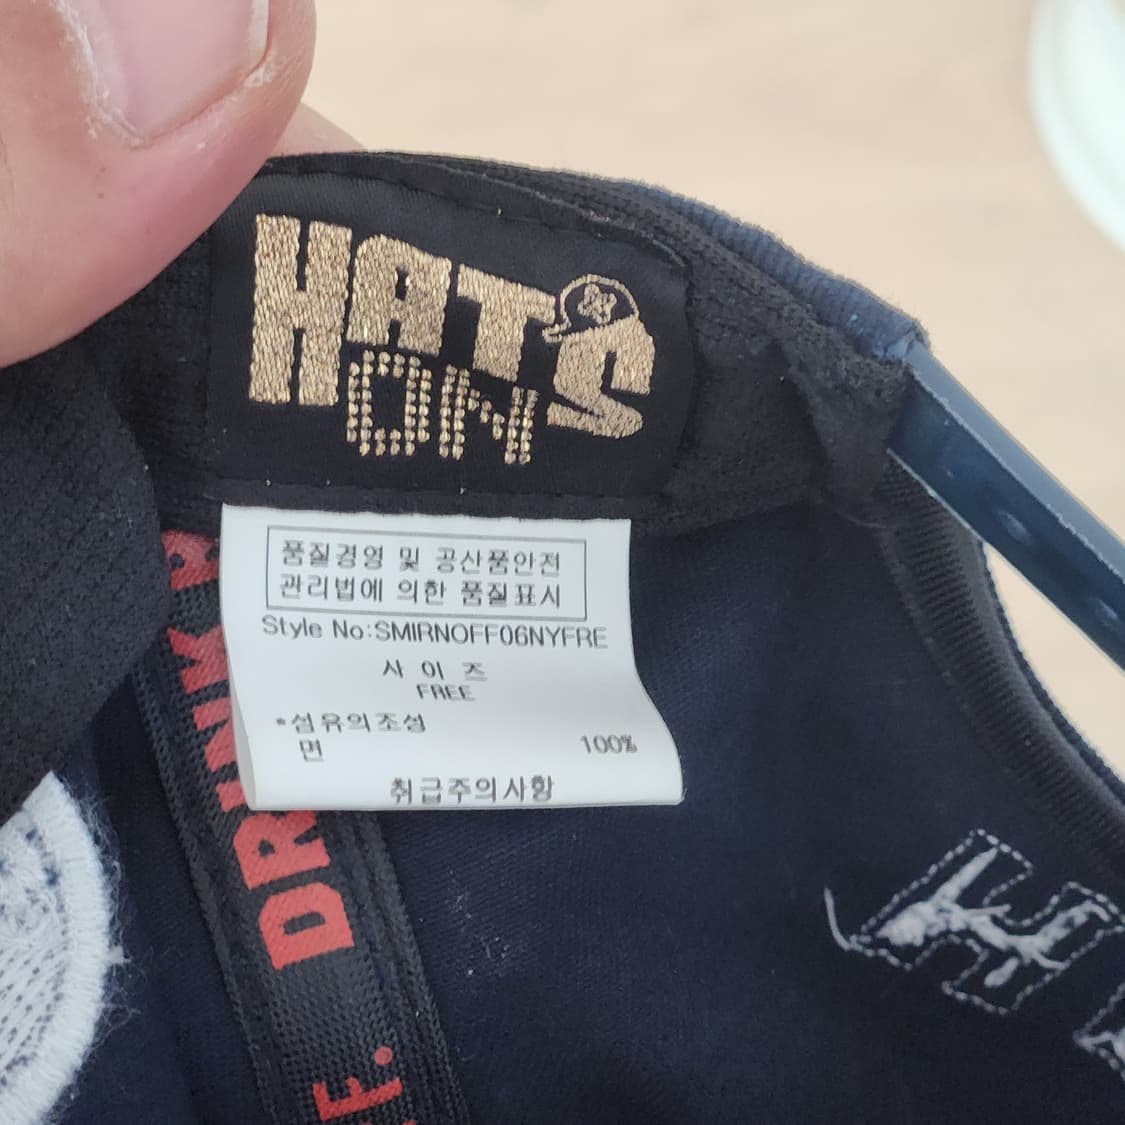 HATS
ON
품질경영 및 공산품안전
관리법에 의한 품질표시
Style No:SMIRNOFF06NYFRE
사 이 즈
FREE
*섬유의조성
면 100%
취급주의사항
DRINK
F.